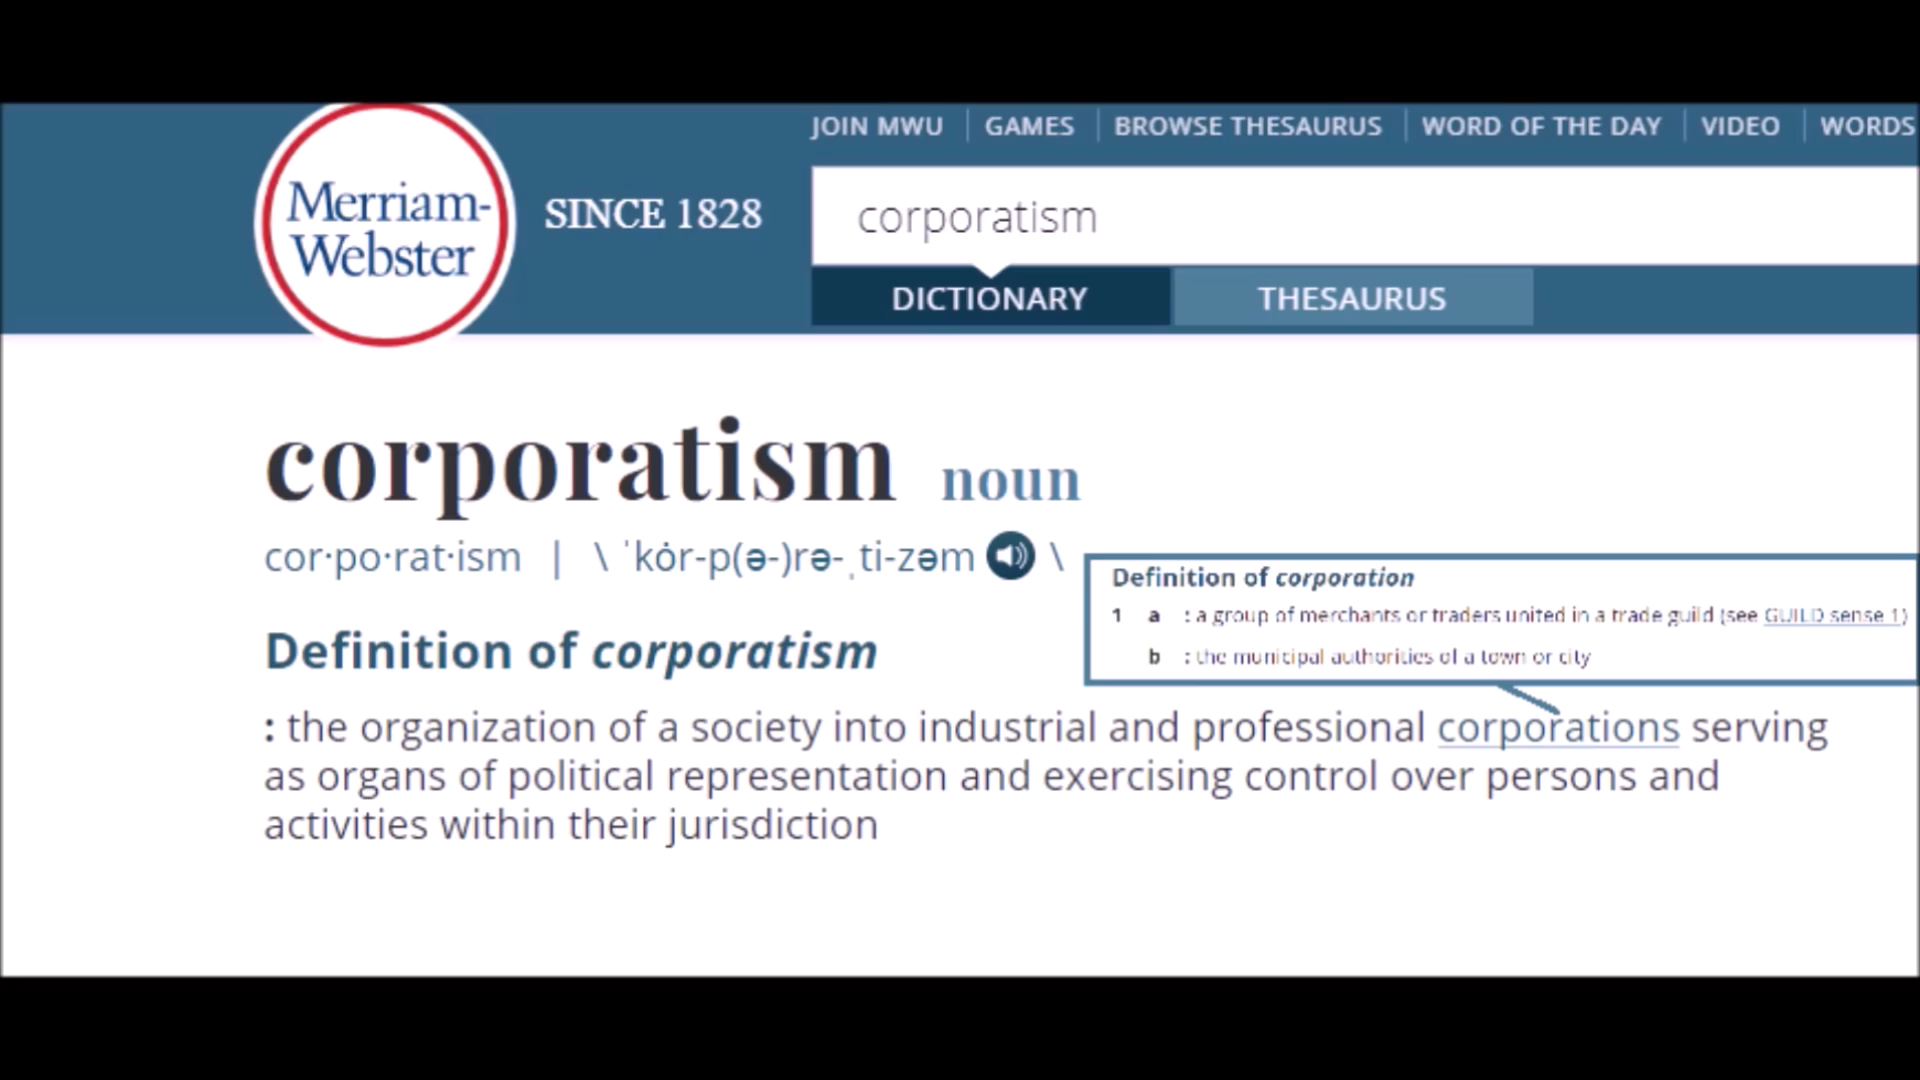 JOIN MWU | GAMES | BROWSE THESAURUS | WORD OF THE DAY | VIDEO | WORDS
Merriam-
Webster
SINCE 1828
corporatism
DICTIONARY THESAURUS
corporatism noun
cor·po·rat·ism | \ ˈkȯr-p(ə-)rə-ˌti-zəm \
Definition of corporation
1 a : a group of merchants or traders united in a trade guild (see GUILD sense 1)
b : the municipal authorities of a town or city
Definition of corporatism
: the organization of a society into industrial and professional corporations serving
as organs of political representation and exercising control over persons and
activities within their jurisdiction